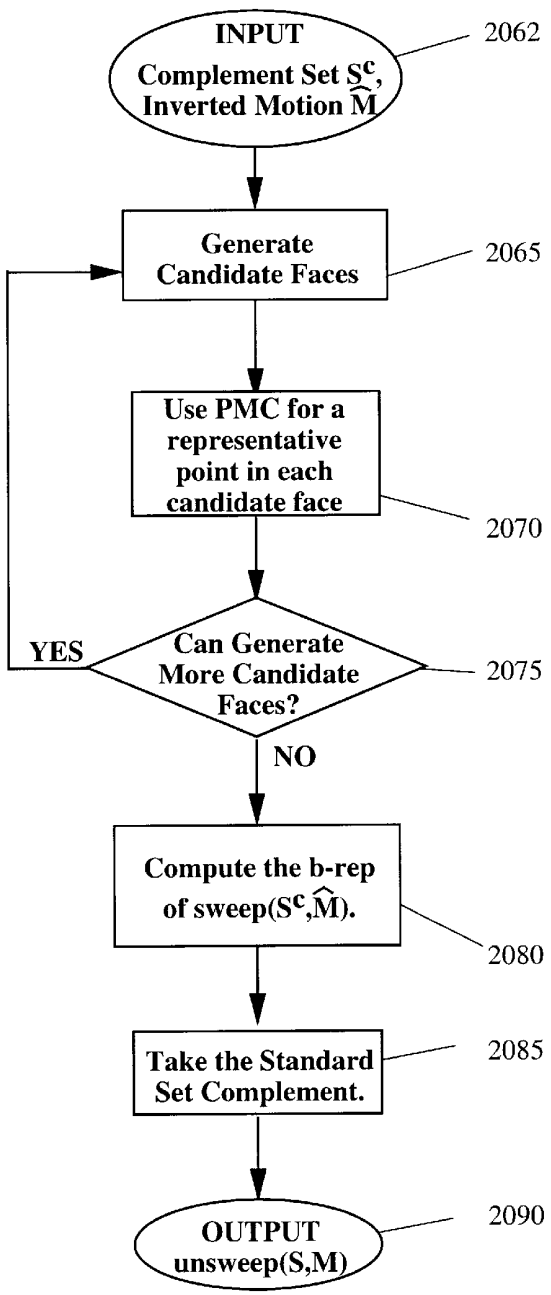 INPUT
Complement Set Sᶜ,
Inverted Motion M̂
2062
Generate
Candidate Faces
2065
Use PMC for a
representative
point in each
candidate face
2070
YES
Can Generate
More Candidate
Faces?
2075
NO
Compute the b-rep
of sweep(Sᶜ,M̂).
2080
Take the Standard
Set Complement.
2085
OUTPUT
unsweep(S,M)
2090